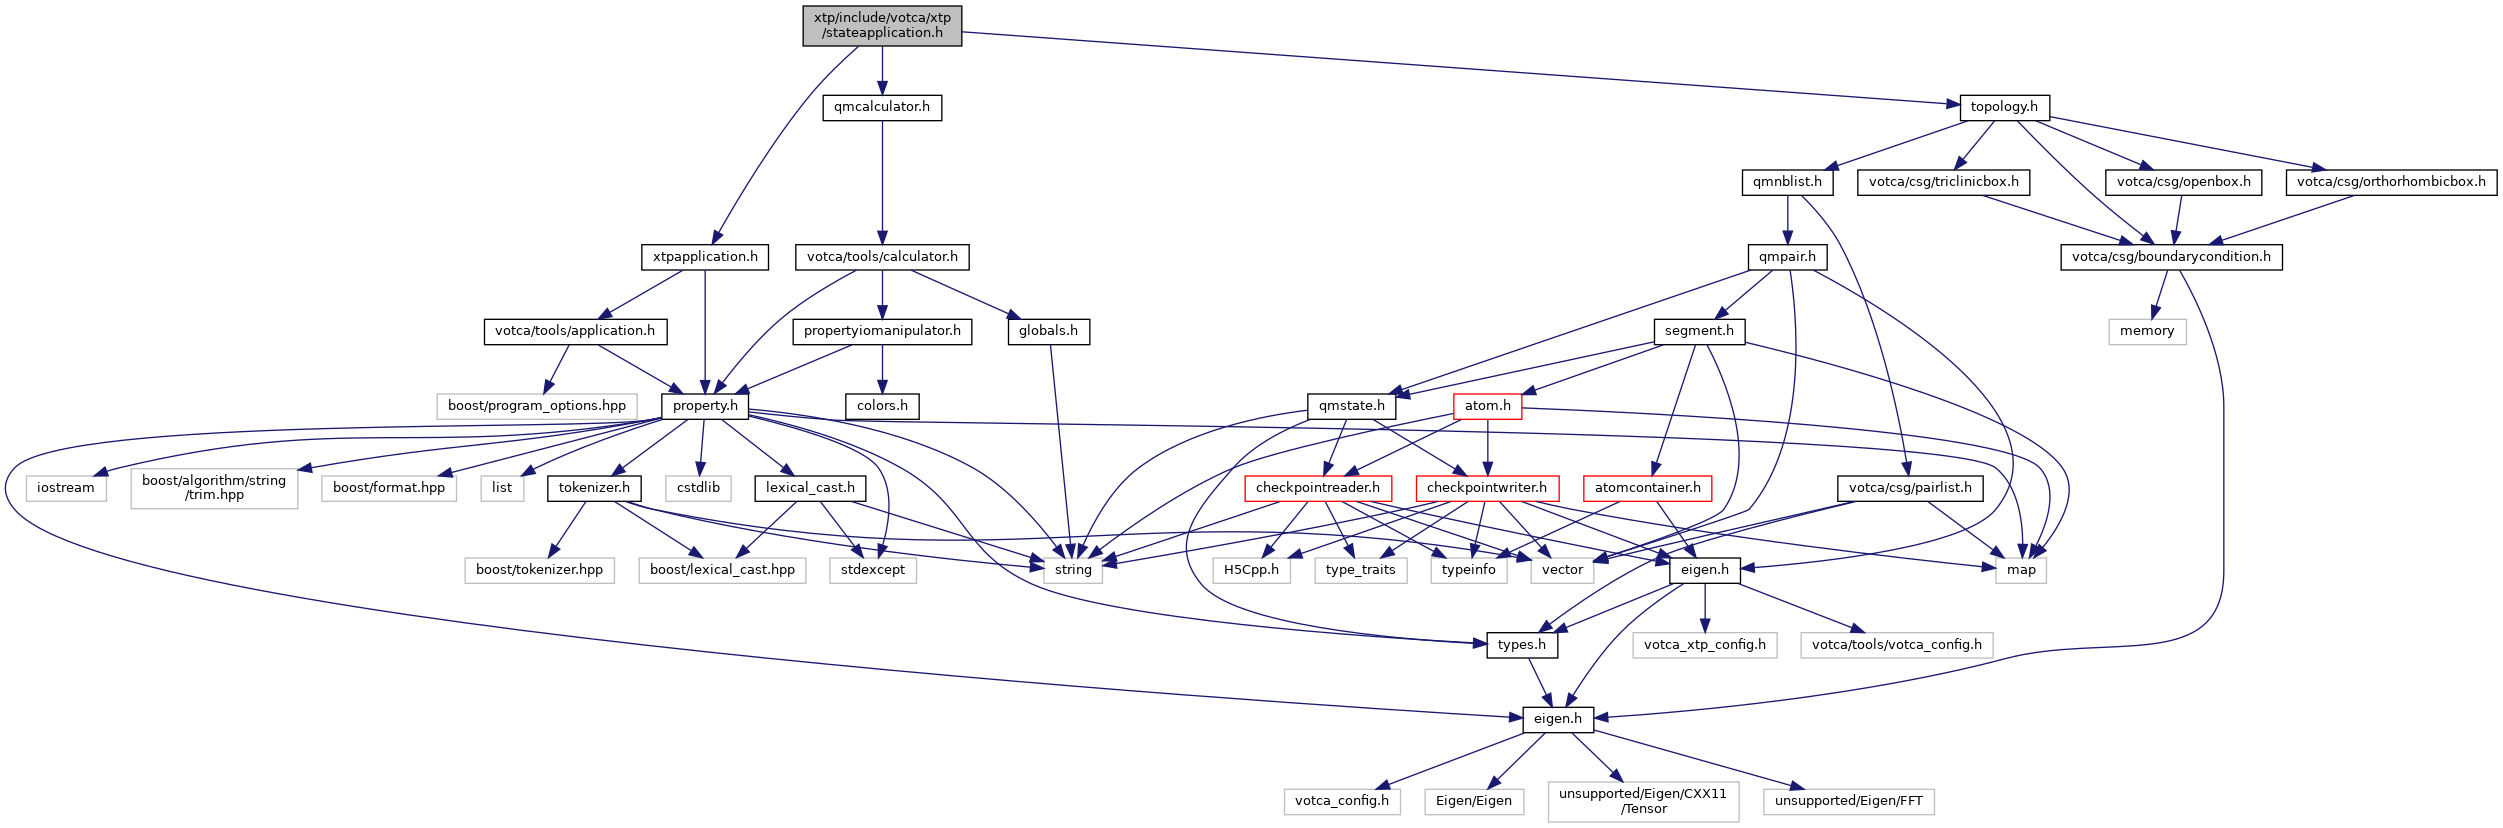 xtp/include/votca/xtp
/stateapplication.h
qmcalculator.h
topology.h
qmnblist.h
votca/csg/triclinicbox.h
votca/csg/openbox.h
votca/csg/orthorhombicbox.h
xtpapplication.h
votca/tools/calculator.h
qmpair.h
votca/csg/boundarycondition.h
votca/tools/application.h
propertyiomanipulator.h
globals.h
segment.h
memory
boost/program_options.hpp
property.h
colors.h
qmstate.h
atom.h
iostream
boost/algorithm/string
/trim.hpp
boost/format.hpp
list
tokenizer.h
cstdlib
lexical_cast.h
checkpointreader.h
checkpointwriter.h
atomcontainer.h
votca/csg/pairlist.h
boost/tokenizer.hpp
boost/lexical_cast.hpp
stdexcept
string
H5Cpp.h
type_traits
typeinfo
vector
eigen.h
map
types.h
votca_xtp_config.h
votca/tools/votca_config.h
eigen.h
votca_config.h
Eigen/Eigen
unsupported/Eigen/CXX11
/Tensor
unsupported/Eigen/FFT